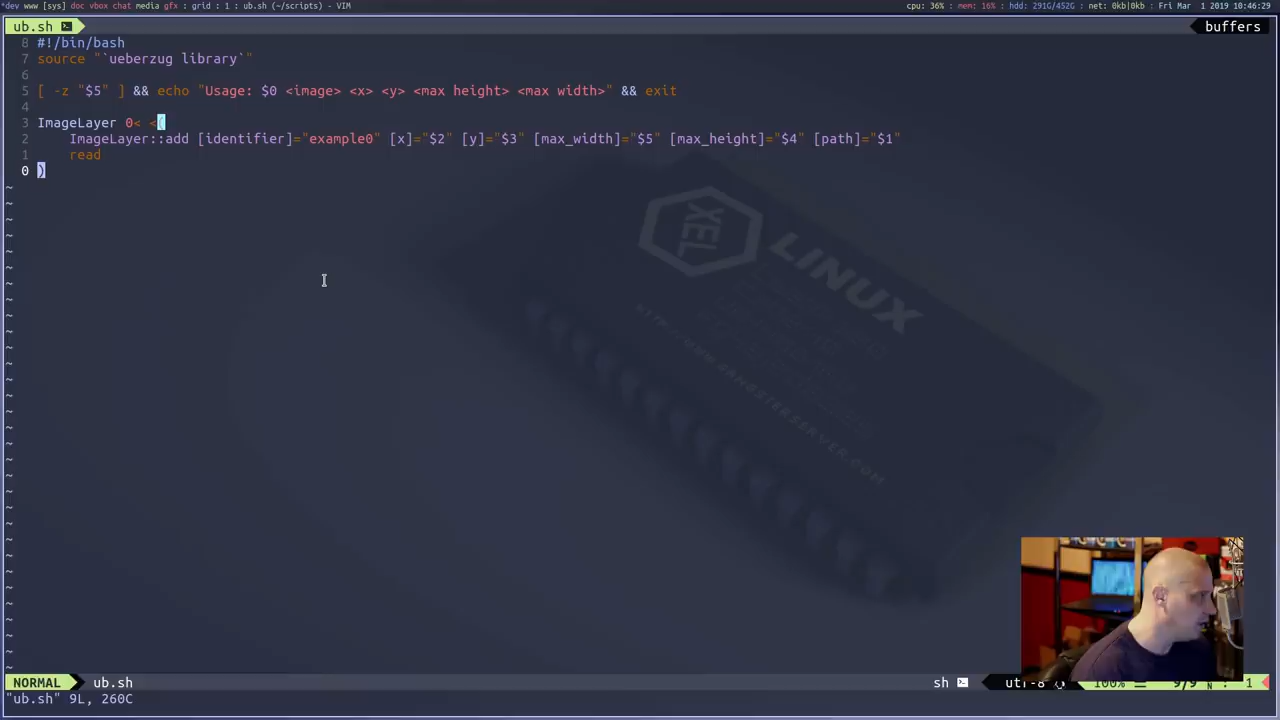 *dev www [sys] doc vbox chat media gfx : grid : 1 : ub.sh (~/scripts) - VIM
cpu: 36% : mem: 16% : hdd: 291G/452G : net: 0kb|0kb : Fri Mar 1 2019 10:46:29
ub.sh
buffers
8 #!/bin/bash
7 source "`ueberzug library`"
6
5 [ -z "$5" ] && echo "Usage: $0 <image> <x> <y> <max height> <max width>" && exit
4
3 ImageLayer 0< <(
2     ImageLayer::add [identifier]="example0" [x]="$2" [y]="$3" [max_width]="$5" [max_height]="$4" [path]="$1"
1     read
0 )
XEL
LINUX
NORMAL ub.sh
sh
utf-8
100%
9/9
: 1
"ub.sh" 9L, 260C